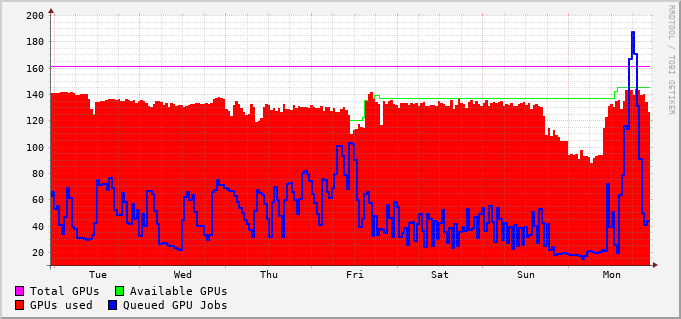 200
180
160
140
120
100
80
60
40
20
Tue Wed Thu Fri Sat Sun Mon
Total GPUs Available GPUs
GPUs used Queued GPU Jobs
RRDTOOL / TOBI OETIKER